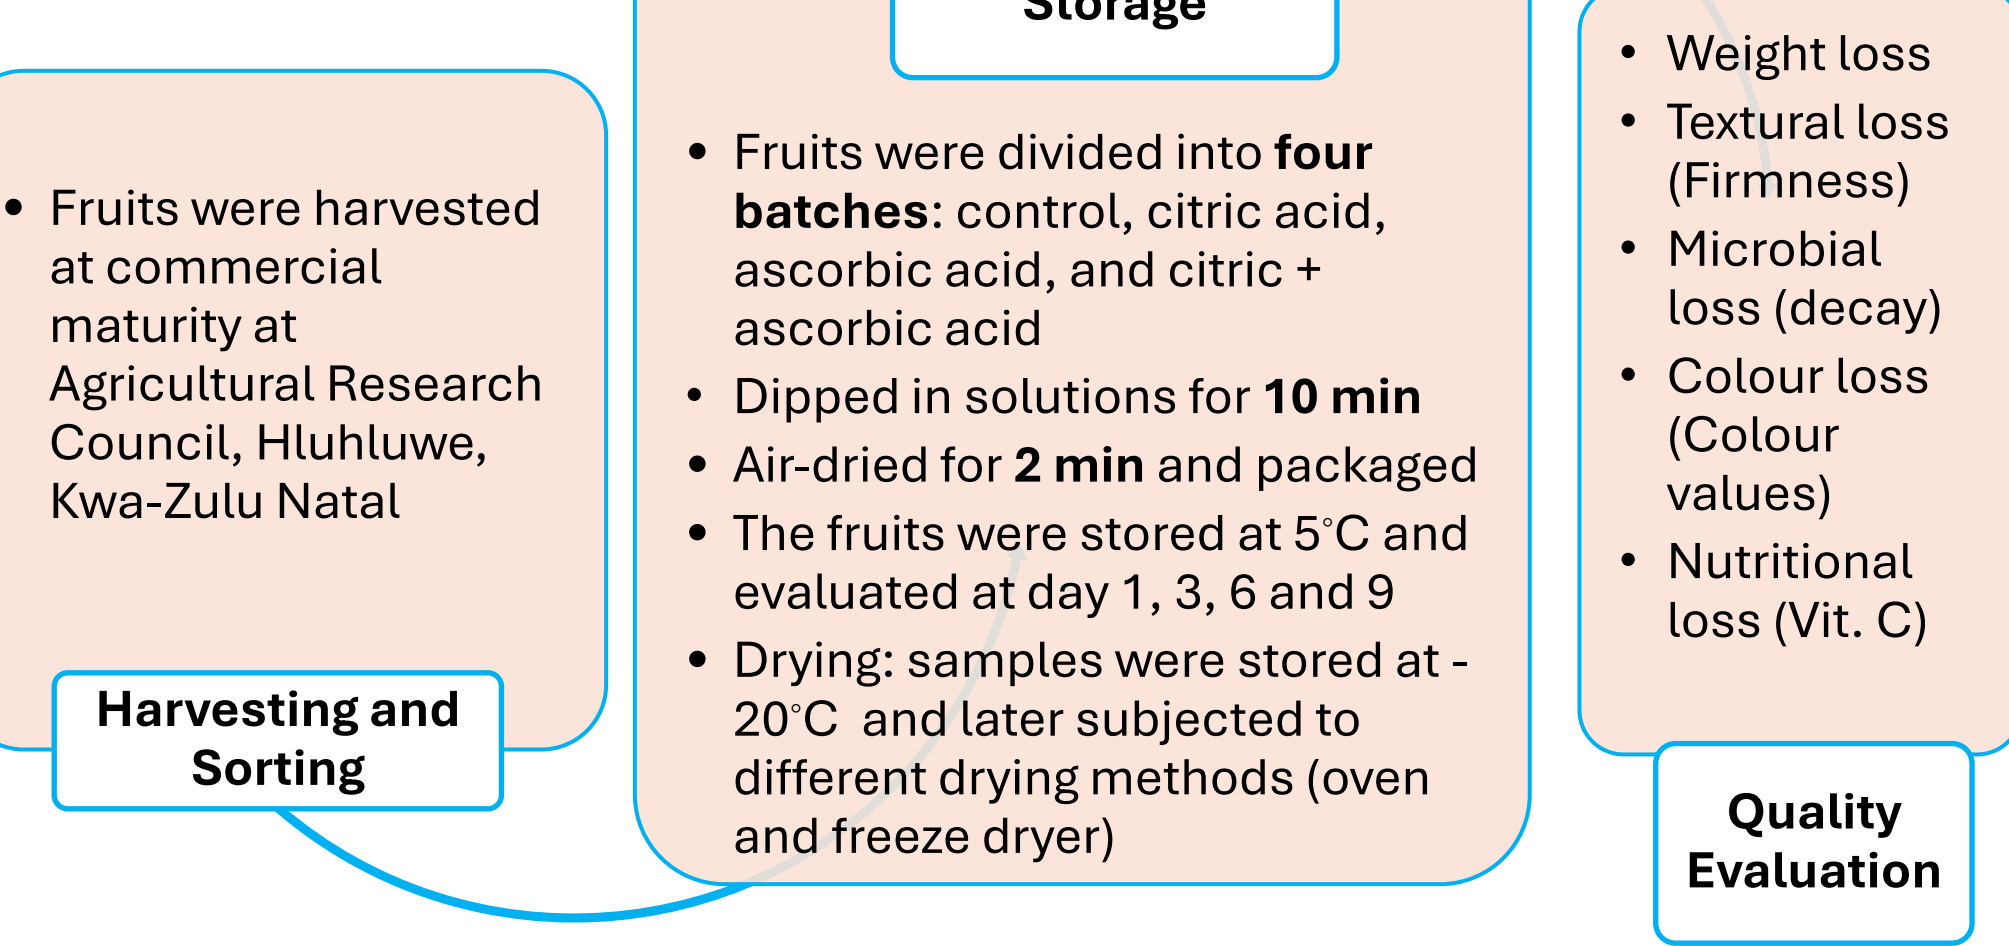 • Fruits were harvested
at commercial
maturity at
Agricultural Research
Council, Hluhluwe,
Kwa-Zulu Natal
Harvesting and
Sorting
Storage
• Fruits were divided into four
batches: control, citric acid,
ascorbic acid, and citric +
ascorbic acid
• Dipped in solutions for 10 min
• Air-dried for 2 min and packaged
• The fruits were stored at 5°C and
evaluated at day 1, 3, 6 and 9
• Drying: samples were stored at -
20°C  and later subjected to
different drying methods (oven
and freeze dryer)
• Weight loss
• Textural loss
(Firmness)
• Microbial
loss (decay)
• Colour loss
(Colour
values)
• Nutritional
loss (Vit. C)
Quality
Evaluation